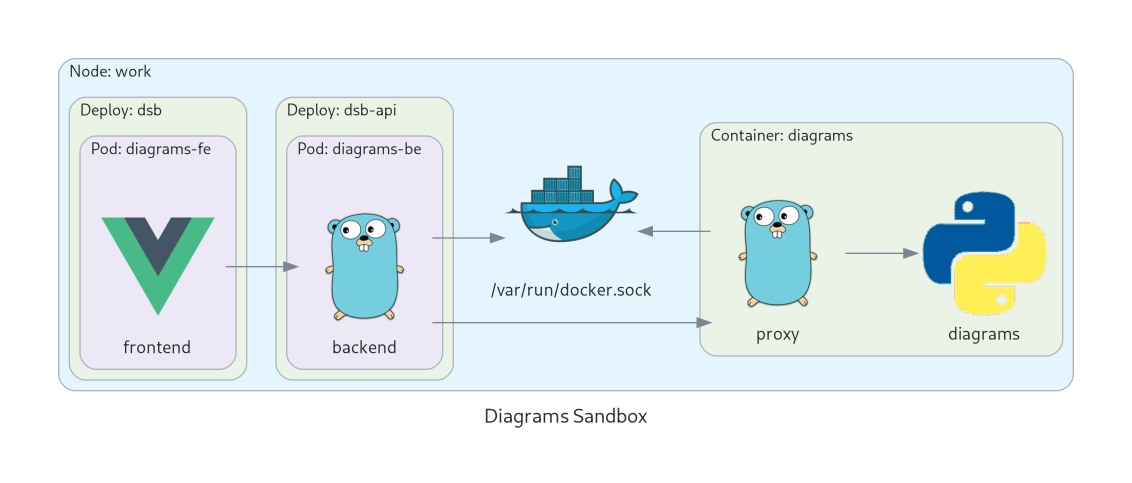 Node: work
Deploy: dsb
Pod: diagrams-fe
frontend
Deploy: dsb-api
Pod: diagrams-be
backend
/var/run/docker.sock
Container: diagrams
proxy
diagrams
Diagrams Sandbox